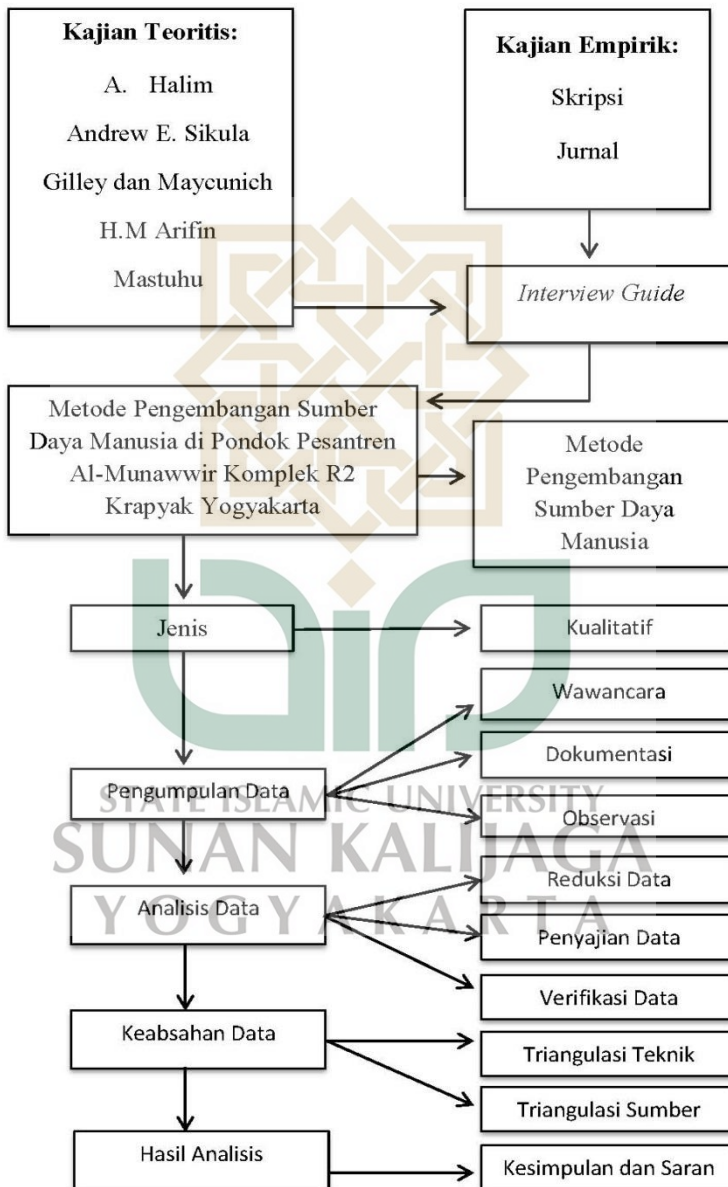 Kajian Teoritis:
A. Halim
Andrew E. Sikula
Gilley dan Maycunich
H.M Arifin
Mastuhu
Kajian Empirik:
Skripsi
Jurnal
Interview Guide
Metode Pengembangan Sumber
Daya Manusia di Pondok Pesantren
Al-Munawwir Komplek R2
Krapyak Yogyakarta
Metode
Pengembangan
Sumber Daya
Manusia
Jenis
Kualitatif
Pengumpulan Data
Wawancara
Dokumentasi
Observasi
Analisis Data
Reduksi Data
Penyajian Data
Verifikasi Data
Keabsahan Data
Triangulasi Teknik
Triangulasi Sumber
Hasil Analisis
Kesimpulan dan Saran
STATE ISLAMIC UNIVERSITY
SUNAN KALIJAGA
YOGYAKARTA